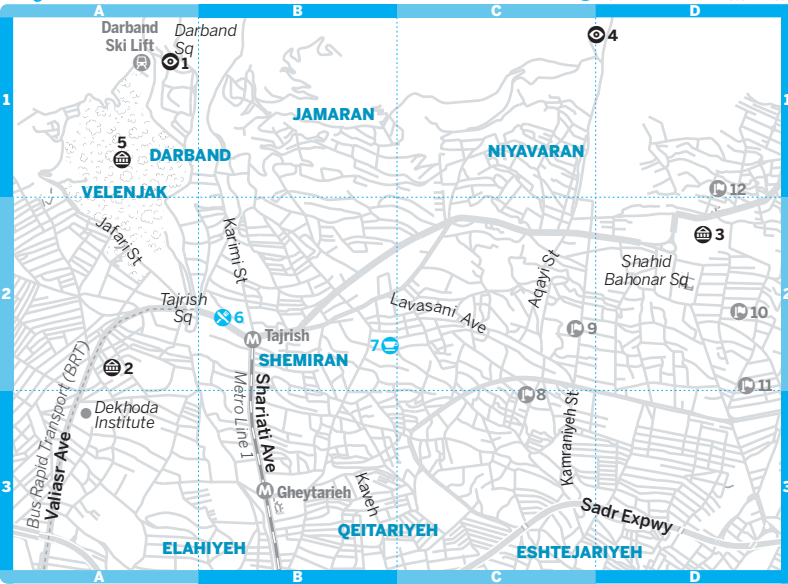 A
B
C
D
Darband
Ski Lift
Darband
Sq
1
4
1
1
JAMARAN
5
DARBAND
NIYAVARAN
VELENJAK
12
Jafari St
Karimi St
3
Aqayi St
Shahid
Bahonar Sq
2
2
Tajrish
Sq
6
Lavasani Ave
10
9
M
Tajrish
7
SHEMIRAN
2
11
8
Bus Rapid Transport (BRT)
Valiasr Ave
Dekhoda
Institute
Metro Line 1
Shariati Ave
Kamraniyeh St
3
3
M
Gheytarieh
Kaveh
Sadr Expwy
QEITARIYEH
ELAHIYEH
ESHTEJARIYEH
A
B
C
D